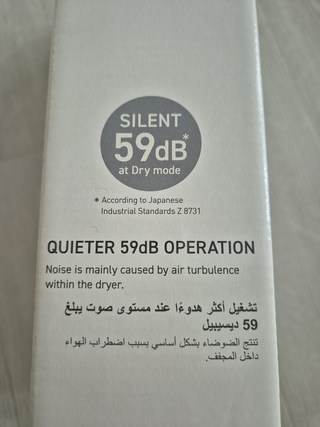 SILENT
59dB*
at Dry mode
* According to Japanese
Industrial Standards Z 8731
QUIETER 59dB OPERATION
Noise is mainly caused by air turbulence
within the dryer.
تشغيل أكثر هدوءًا عند مستوى صوت يبلغ
59 ديسيبيل
تنتج الضوضاء بشكل أساسي بسبب اضطراب الهواء
داخل المجفف.